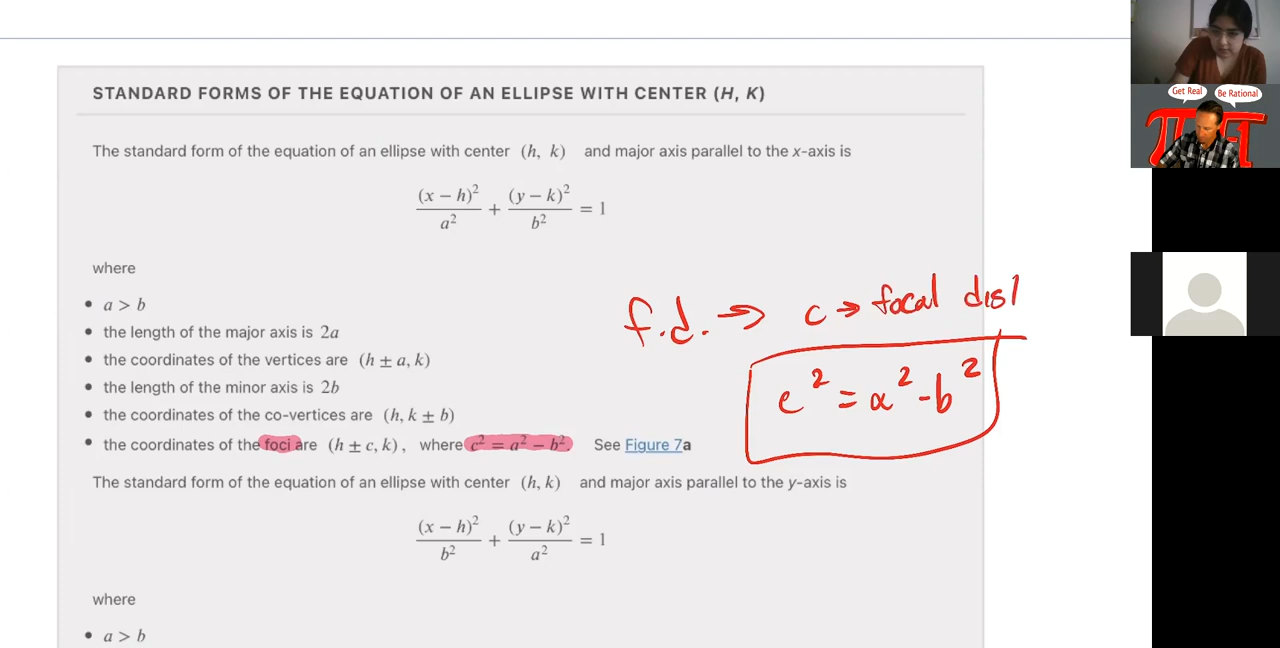 Get Real
Be Rational
STANDARD FORMS OF THE EQUATION OF AN ELLIPSE WITH CENTER (H, K)
The standard form of the equation of an ellipse with center (h, k) and major axis parallel to the x-axis is
(x − h)²/a² + (y − k)²/b² = 1
where
• a > b
• the length of the major axis is 2a
• the coordinates of the vertices are (h ± a, k)
• the length of the minor axis is 2b
• the coordinates of the co-vertices are (h, k ± b)
• the coordinates of the foci are (h ± c, k), where c² = a² − b². See Figure 7a
f.d. → c → focal dist
c² = a² - b²
The standard form of the equation of an ellipse with center (h, k) and major axis parallel to the y-axis is
(x − h)²/b² + (y − k)²/a² = 1
where
• a > b